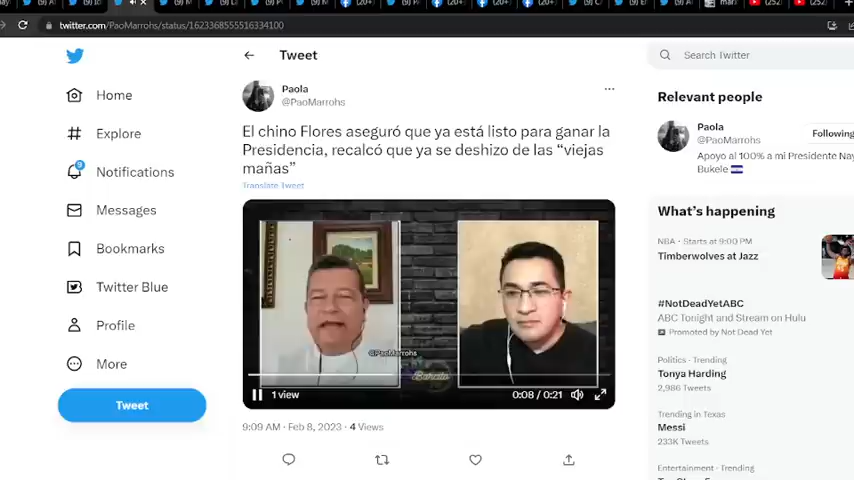 twitter.com/PaoMarrohs/status/1623368555516334100
Tweet
Search Twitter
Home
Explore
Notifications
9
Messages
Bookmarks
Twitter Blue
Profile
More
Tweet
Paola
@PaoMarrohs
El chino Flores aseguró que ya está listo para ganar la
Presidencia, recalcó que ya se deshizo de las “viejas
mañas”
Translate Tweet
@PaoMarrohs
1 view
0:08 / 0:21
9:09 AM · Feb 8, 2023 · 4 Views
Relevant people
Paola
Following
@PaoMarrohs
Apoyo al 100% a mi Presidente Nay
Bukele
What's happening
NBA · Starts at 9:00 PM
Timberwolves at Jazz
#NotDeadYetABC
ABC Tonight and Stream on Hulu
Promoted by Not Dead Yet
Politics · Trending
Tonya Harding
2,986 Tweets
Trending in Texas
Messi
233K Tweets
Entertainment · Trending